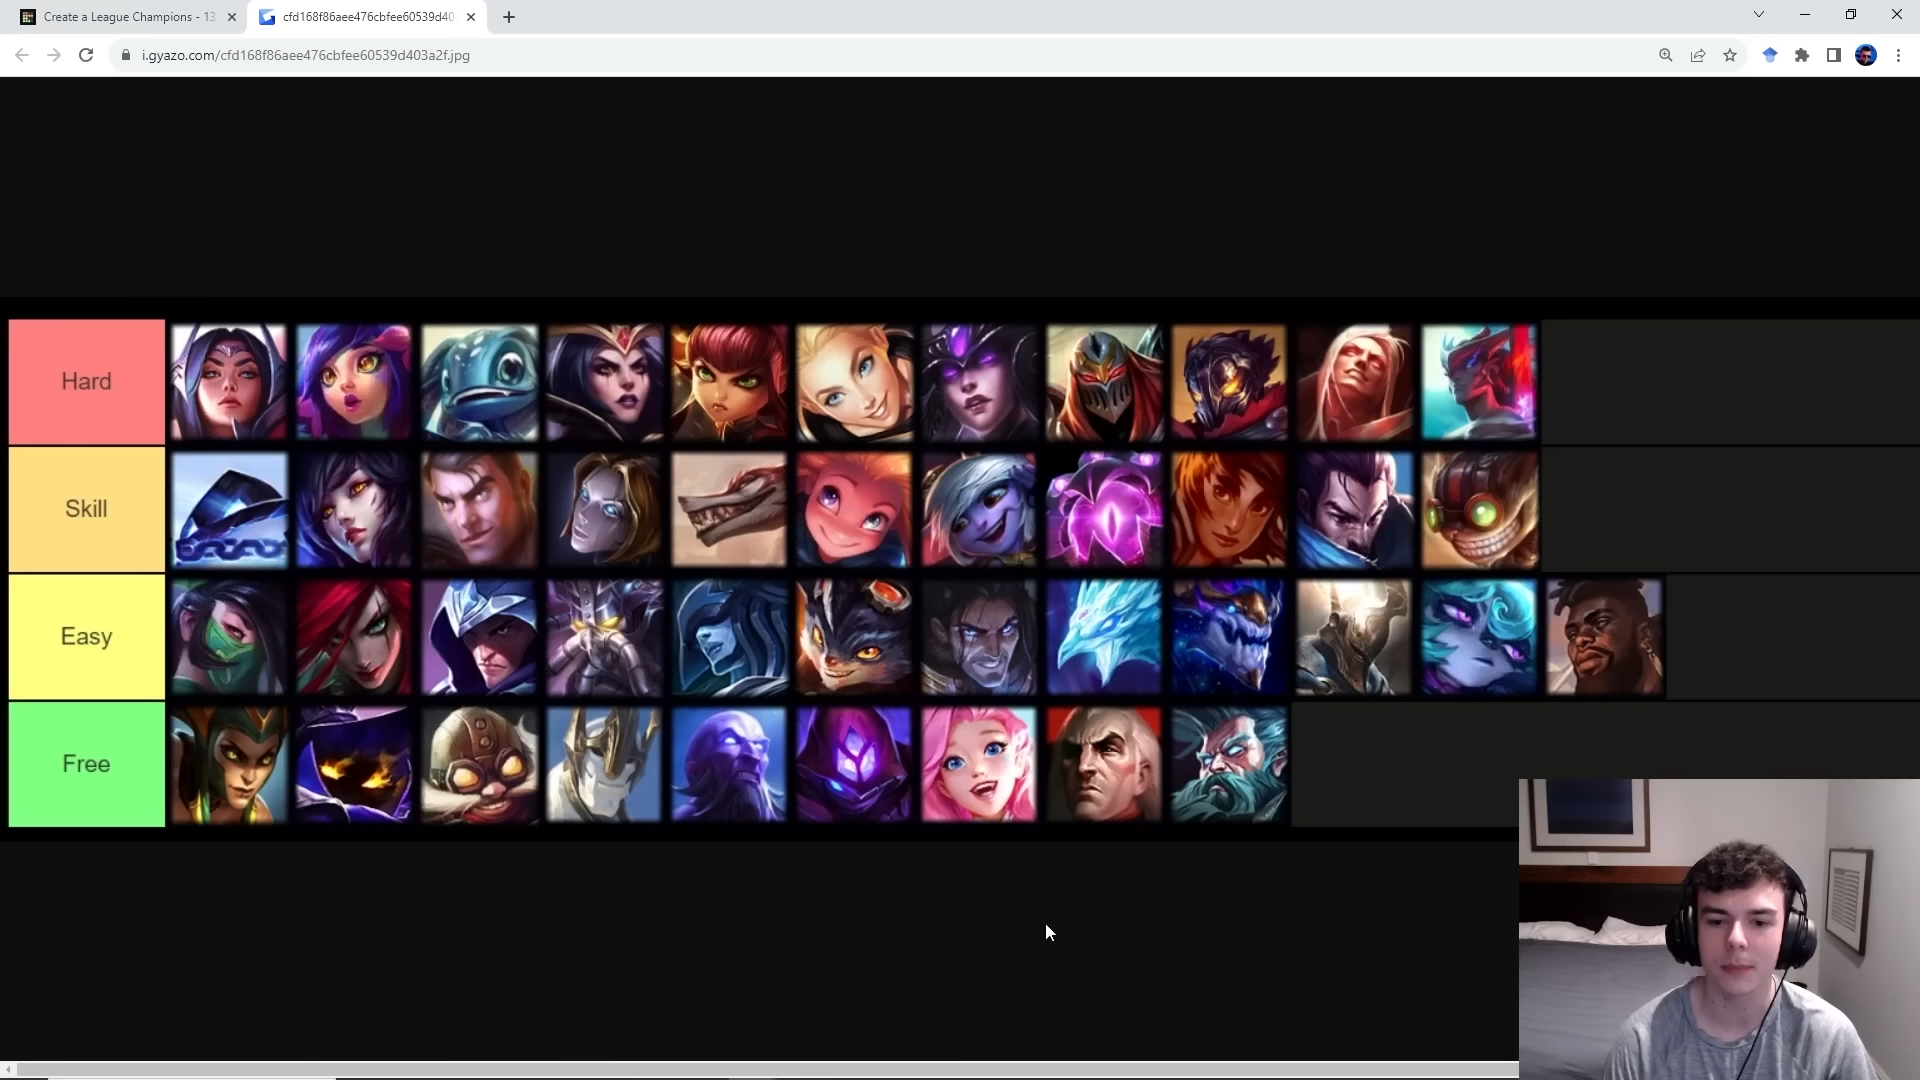 Create a League Champions - 13.
cfd168f86aee476cbfee60539d40
i.gyazo.com/cfd168f86aee476cbfee60539d403a2f.jpg
Hard
Skill
Easy
Free